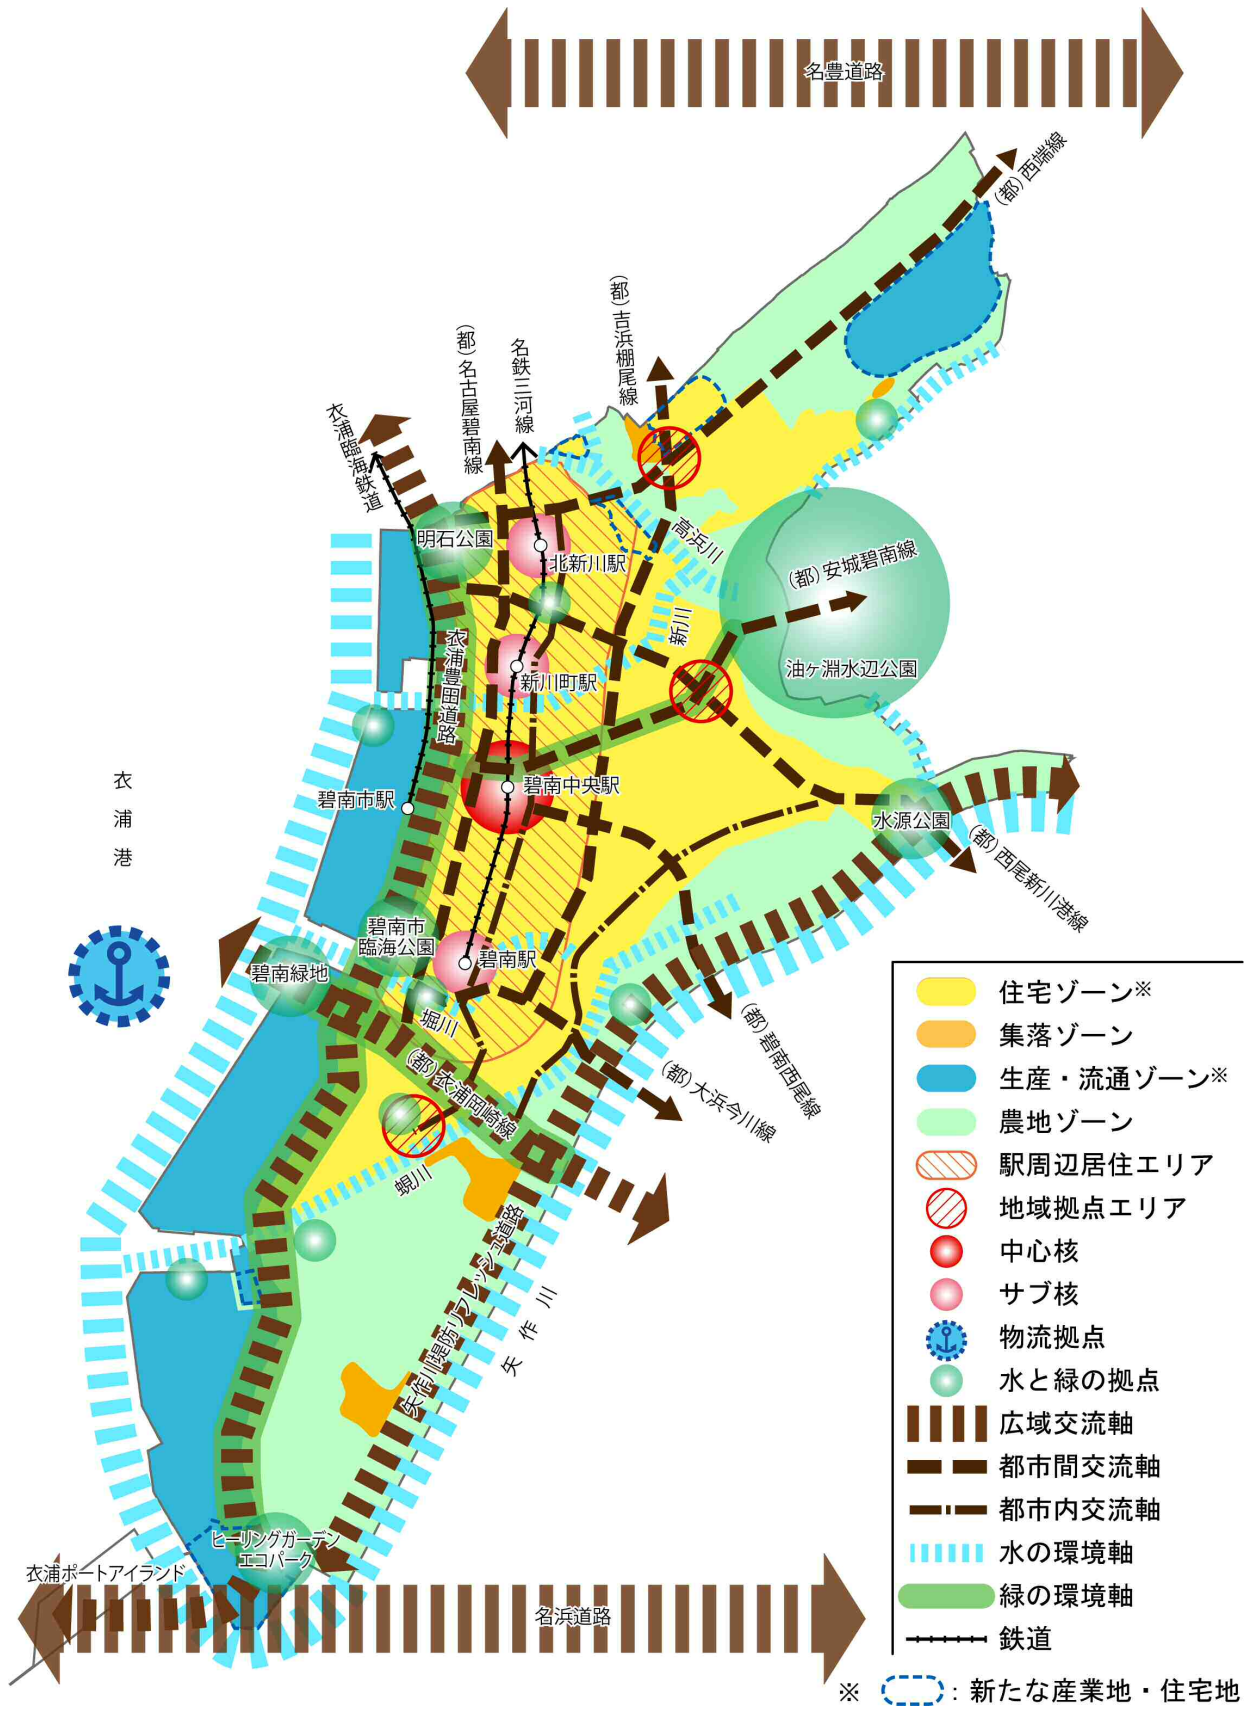 名豊道路
(都)西端線
(都)吉浜棚尾線
(都)名古屋碧南線
名鉄三河線
衣浦臨海鉄道
明石公園
北新川駅
高浜川
(都)安城碧南線
新川
衣浦豊田道路
新川町駅
油ヶ淵水辺公園
碧南中央駅
碧南市駅
衣浦港
水源公園
(都)西尾新川港線
碧南市
臨海公園
碧南駅
碧南緑地
堀川
(都)碧南西尾線
(都)衣浦岡崎線
(都)大浜今川線
蜆川
矢作川堤防リフレッシュ道路
矢作川
ヒーリングガーデン
エコパーク
衣浦ポートアイランド
名浜道路
住宅ゾーン※
集落ゾーン
生産・流通ゾーン※
農地ゾーン
駅周辺居住エリア
地域拠点エリア
中心核
サブ核
物流拠点
水と緑の拠点
広域交流軸
都市間交流軸
都市内交流軸
水の環境軸
緑の環境軸
鉄道
※ :新たな産業地・住宅地